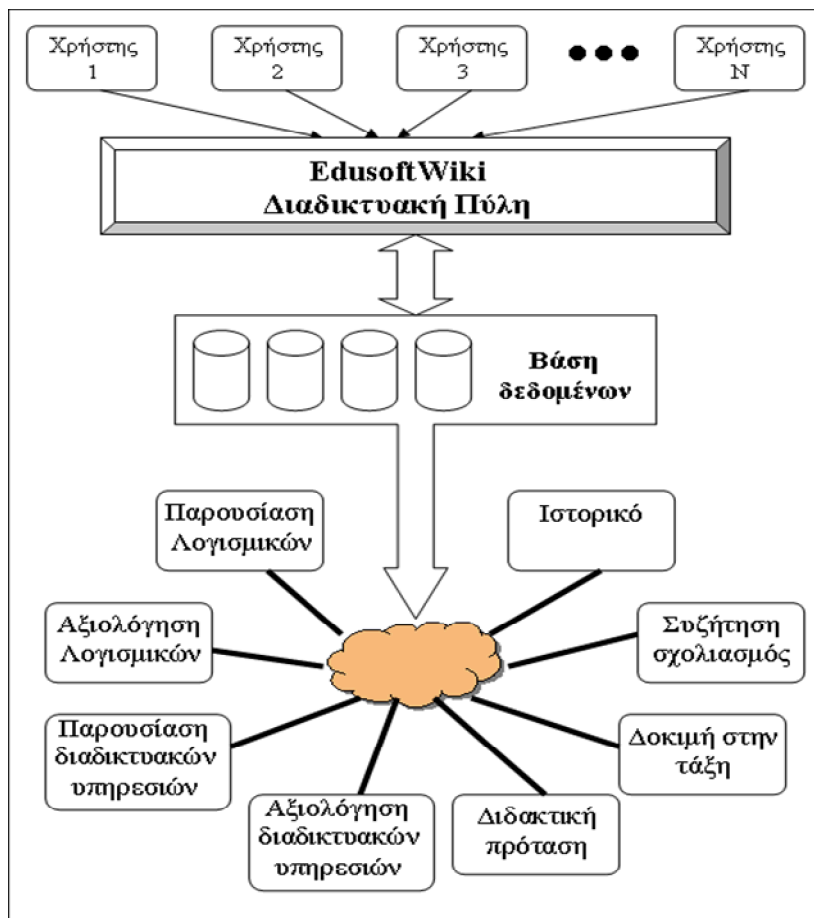 Χρήστης
1
Χρήστης
2
Χρήστης
3
Χρήστης
N
EdusoftWiki
Διαδικτυακή Πύλη
Βάση
δεδομένων
Παρουσίαση
Λογισμικών
Ιστορικό
Αξιολόγηση
Λογισμικών
Συζήτηση
σχολιασμός
Παρουσίαση
διαδικτυακών
υπηρεσιών
Δοκιμή στην
τάξη
Αξιολόγηση
διαδικτυακών
υπηρεσιών
Διδακτική
πρόταση